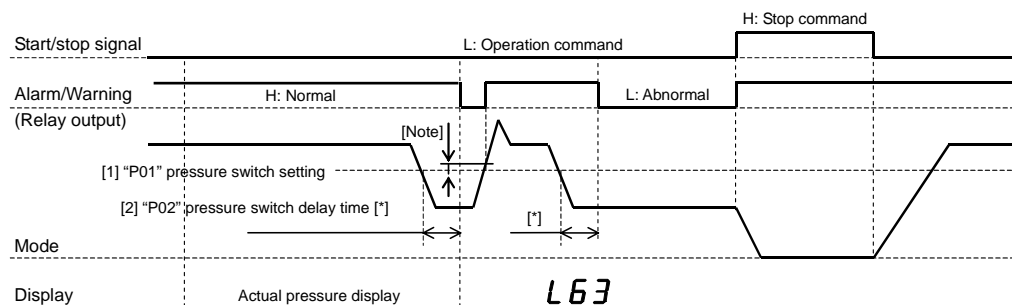 H: Stop command
Start/stop signal
L: Operation command
Alarm/Warning
(Relay output)
H: Normal
L: Abnormal
[Note]
[1] “P01” pressure switch setting
[2] “P02” pressure switch delay time [*]
[*]
Mode
Display
Actual pressure display
L63